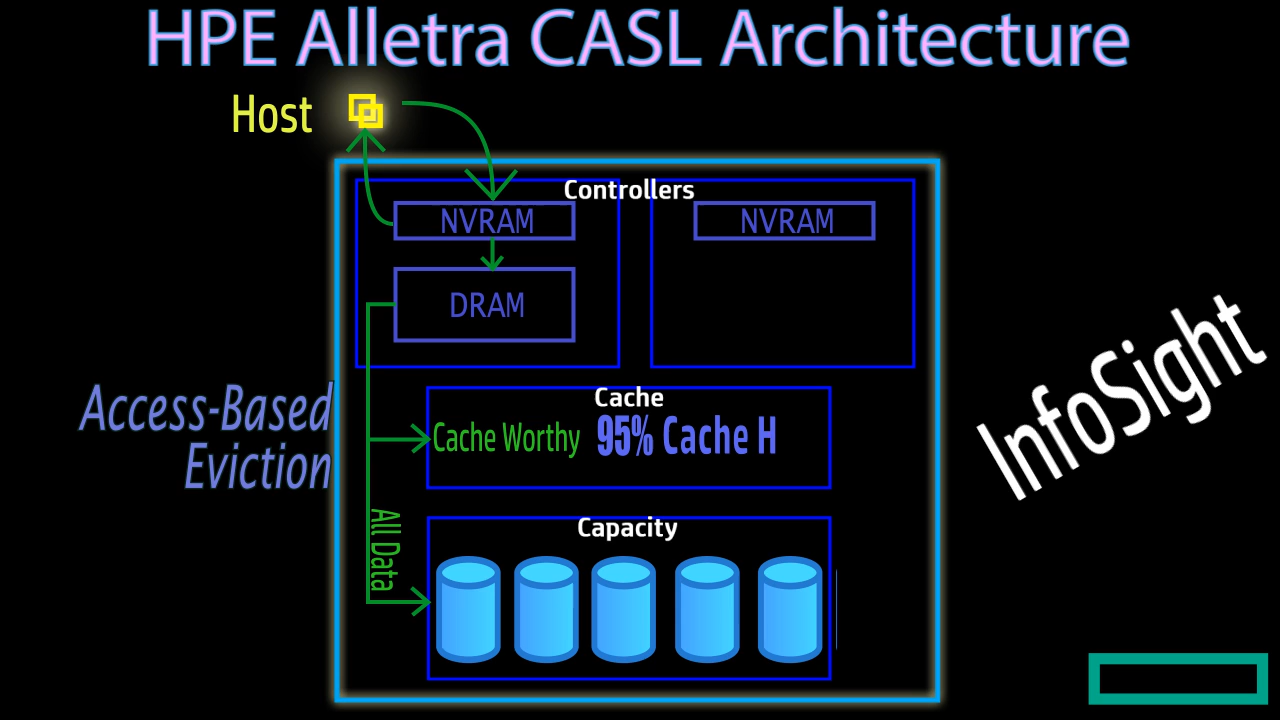 HPE Alletra CASL Architecture
Host
Controllers
NVRAM
NVRAM
DRAM
Access-Based
Eviction
Cache
Cache Worthy
95% Cache H
All Data
Capacity
InfoSight